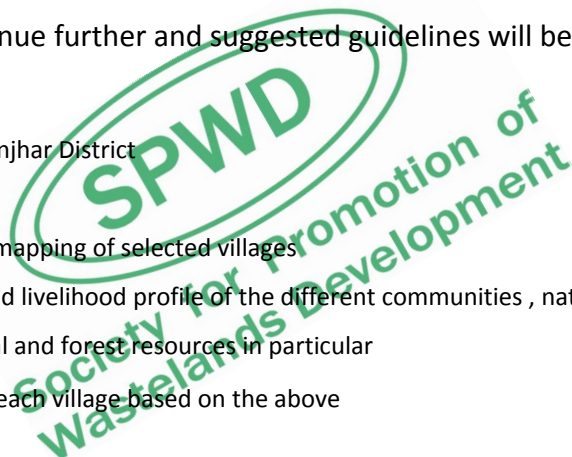 nue further and suggested guidelines will be
njhar District
mapping of selected villages
d livelihood profile of the different communities , nat
l and forest resources in particular
each village based on the above
SPWD
Society for Promotion of
Wastelands Development